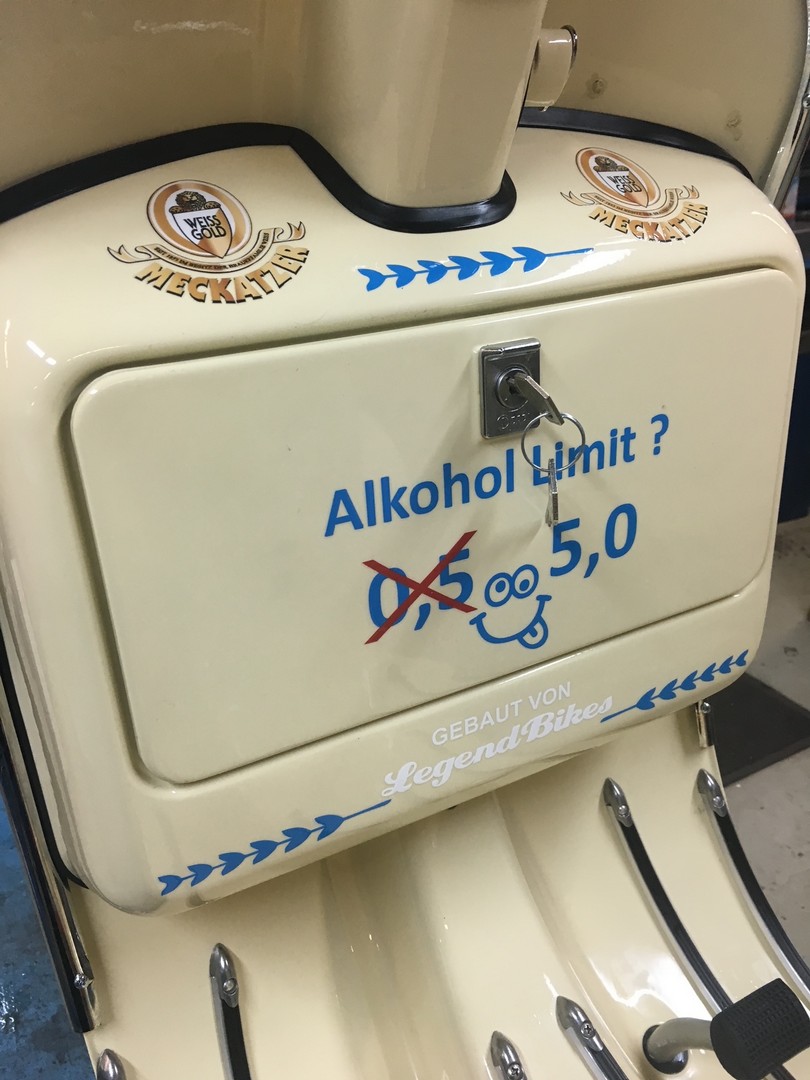 WEISS
GOLD
MECKATZER
WEISS
GOLD
MECKATZER
Alkohol Limit ?
0,5 5,0
GEBAUT VON
LegendBikes